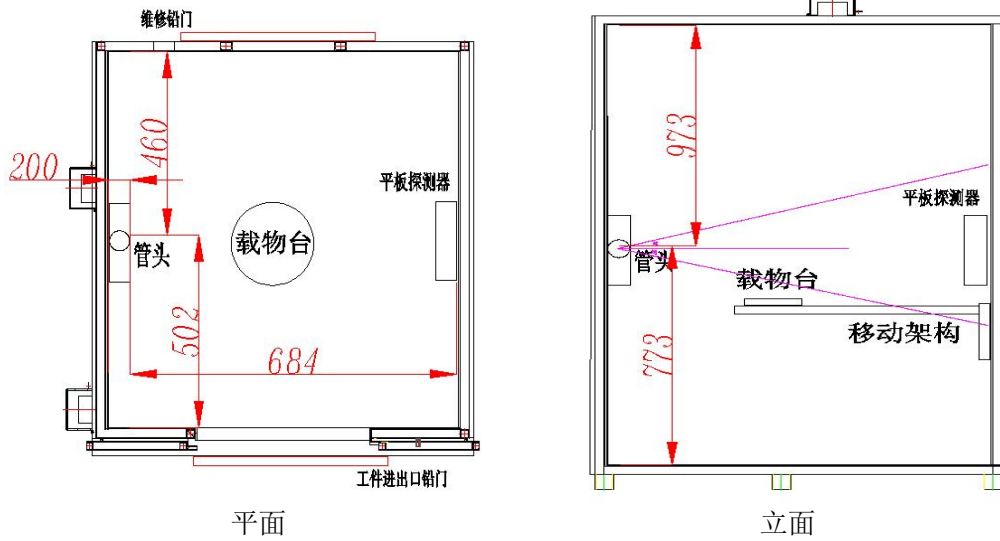 维修铅门
460
200
平板探测器
载物台
管头
502
684
工件进出口铅门
平面
973
平板探测器
管头
载物台
移动架构
773
立面